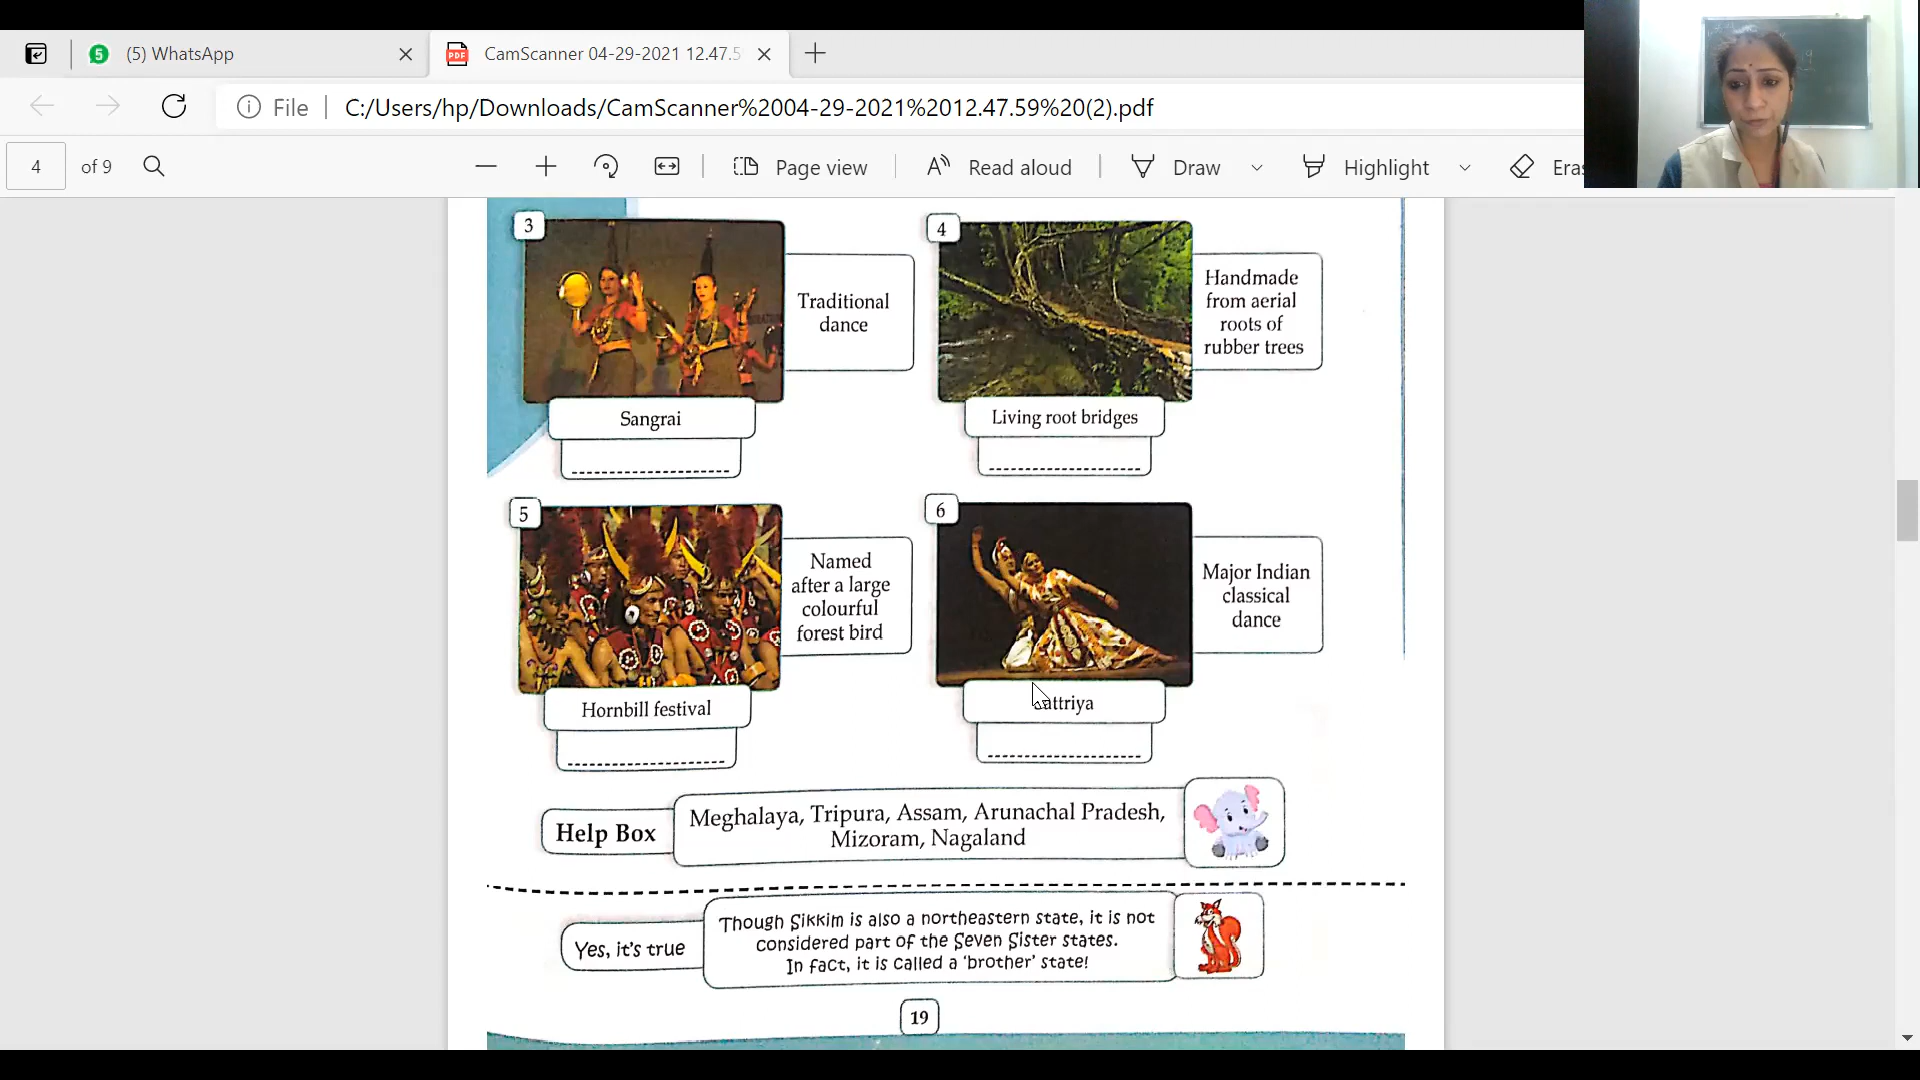 (5) WhatsApp
CamScanner 04-29-2021 12.47.5
File
C:/Users/hp/Downloads/CamScanner%2004-29-2021%2012.47.59%20(2).pdf
4 of 9
Page view
Read aloud
Draw
Highlight
Eras
3
Traditional
dance
Sangrai
4
Handmade
from aerial
roots of
rubber trees
Living root bridges
5
Named
after a large
colourful
forest bird
Hornbill festival
6
Major Indian
classical
dance
attriya
Help Box
Meghalaya, Tripura, Assam, Arunachal Pradesh,
Mizoram, Nagaland
Yes, it's true
Though Sikkim is also a northeastern state, it is not
considered part of the Seven Sister states.
In fact, it is called a 'brother' state!
19